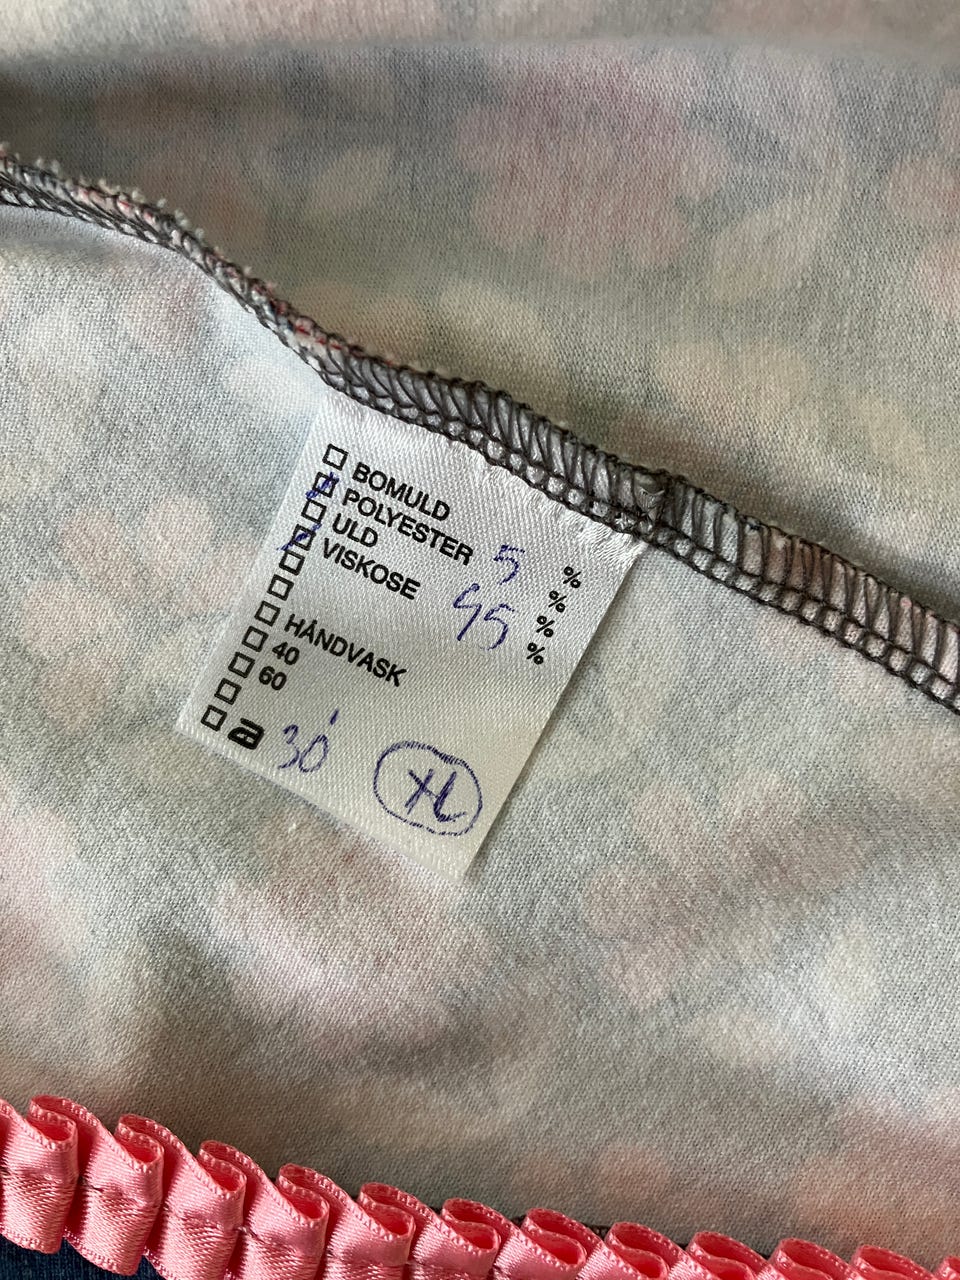 ☐ BOMULD
☐ POLYESTER 5 %
☐ ULD %
☐ VISKOSE 95 %
☐ %
☐
☐ HÅNDVASK
☐ 40
☐ 60
☐
☐ a 30
XL